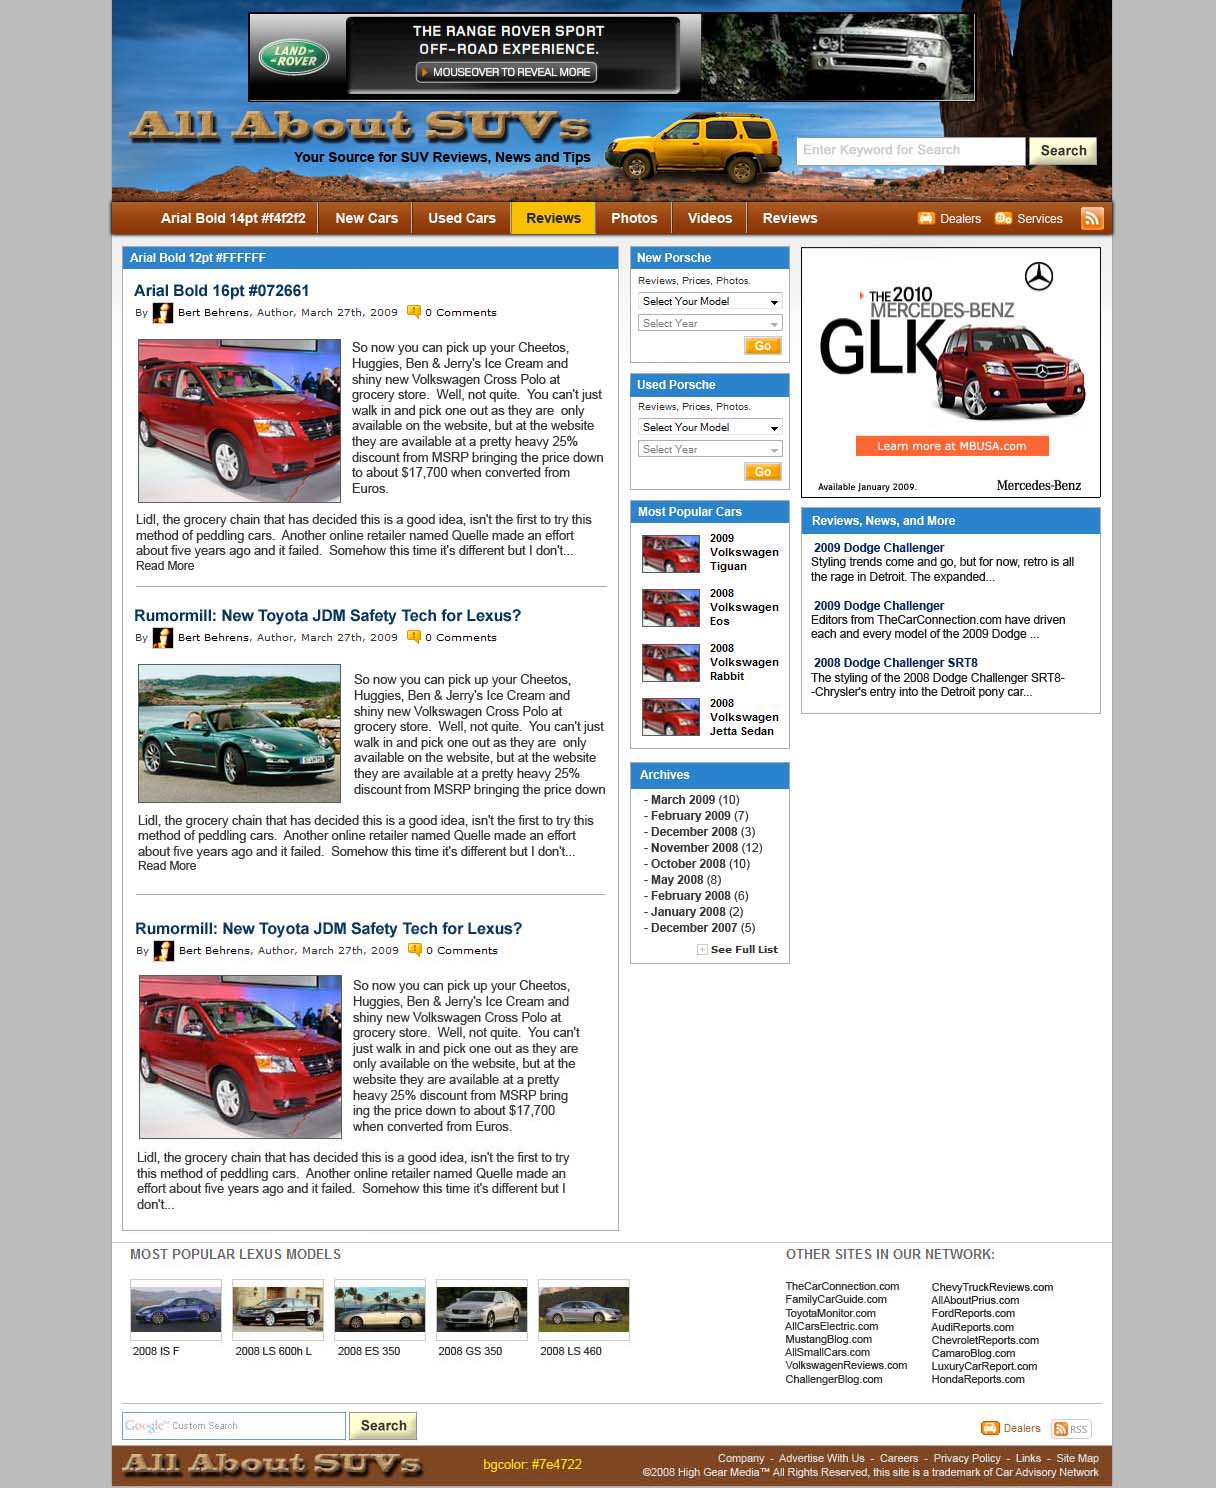 THE RANGE ROVER SPORT
OFF-ROAD EXPERIENCE.
LAND-
ROVER
MOUSEOVER TO REVEAL MORE
All About SUVs
Your Source for SUV Reviews, News and Tips
Enter Keyword for Search
Search
Arial Bold 14pt #f4f2f2
New Cars
Used Cars
Reviews
Photos
Videos
Reviews
Dealers
Services
Arial Bold 12pt #FFFFFF
Arial Bold 16pt #072661
By Bert Behrens, Author, March 27th, 2009 0 Comments
So now you can pick up your Cheetos,
Huggies, Ben & Jerry's Ice Cream and
shiny new Volkswagen Cross Polo at
grocery store.  Well, not quite.  You can't just
walk in and pick one out as they are  only
available on the website, but at the website
they are available at a pretty heavy 25%
discount from MSRP bringing the price down
to about $17,700 when converted from
Euros.
Lidl, the grocery chain that has decided this is a good idea, isn't the first to try this
method of peddling cars.  Another online retailer named Quelle made an effort
about five years ago and it failed.  Somehow this time it's different but I don't...
Read More
Rumormill: New Toyota JDM Safety Tech for Lexus?
By Bert Behrens, Author, March 27th, 2009 0 Comments
So now you can pick up your Cheetos,
Huggies, Ben & Jerry's Ice Cream and
shiny new Volkswagen Cross Polo at
grocery store.  Well, not quite.  You can't just
walk in and pick one out as they are  only
available on the website, but at the website
they are available at a pretty heavy 25%
discount from MSRP bringing the price down
Lidl, the grocery chain that has decided this is a good idea, isn't the first to try this
method of peddling cars.  Another online retailer named Quelle made an effort
about five years ago and it failed.  Somehow this time it's different but I don't...
Read More
Rumormill: New Toyota JDM Safety Tech for Lexus?
By Bert Behrens, Author, March 27th, 2009 0 Comments
So now you can pick up your Cheetos,
Huggies, Ben & Jerry's Ice Cream and
shiny new Volkswagen Cross Polo at
grocery store.  Well, not quite.  You can't
just walk in and pick one out as they are
only available on the website, but at the
website they are available at a pretty
heavy 25% discount from MSRP bring
ing the price down to about $17,700
when converted from Euros.
Lidl, the grocery chain that has decided this is a good idea, isn't the first to try
this method of peddling cars.  Another online retailer named Quelle made an
effort about five years ago and it failed.  Somehow this time it's different but I
don't...
New Porsche
Reviews, Prices, Photos.
Select Your Model
Select Year
Go
Used Porsche
Reviews, Prices, Photos.
Select Your Model
Select Year
Go
Most Popular Cars
2009
Volkswagen
Tiguan
2008
Volkswagen
Eos
2008
Volkswagen
Rabbit
2008
Volkswagen
Jetta Sedan
Archives
- March 2009 (10)
- February 2009 (7)
- December 2008 (3)
- November 2008 (12)
- October 2008 (10)
- May 2008 (8)
- February 2008 (6)
- January 2008 (2)
- December 2007 (5)
See Full List
THE 2010
MERCEDES-BENZ
GLK
Learn more at MBUSA.com
Available January 2009.
Mercedes-Benz
Reviews, News, and More
2009 Dodge Challenger
Styling trends come and go, but for now, retro is all
the rage in Detroit. The expanded...
2009 Dodge Challenger
Editors from TheCarConnection.com have driven
each and every model of the 2009 Dodge ...
2008 Dodge Challenger SRT8
The styling of the 2008 Dodge Challenger SRT8-
-Chrysler's entry into the Detroit pony car...
MOST POPULAR LEXUS MODELS
2008 IS F
2008 LS 600h L
2008 ES 350
2008 GS 350
2008 LS 460
OTHER SITES IN OUR NETWORK:
TheCarConnection.com
FamilyCarGuide.com
ToyotaMonitor.com
AllCarsElectric.com
MustangBlog.com
AllSmallCars.com
VolkswagenReviews.com
ChallengerBlog.com
ChevyTruckReviews.com
AllAboutPrius.com
FordReports.com
AudiReports.com
ChevroletReports.com
CamaroBlog.com
LuxuryCarReport.com
HondaReports.com
Google™ Custom Search
Search
Dealers
RSS
All About SUVs
bgcolor: #7e4722
Company - Advertise With Us - Careers - Privacy Policy - Links - Site Map
©2008 High Gear Media™ All Rights Reserved, this site is a trademark of Car Advisory Network